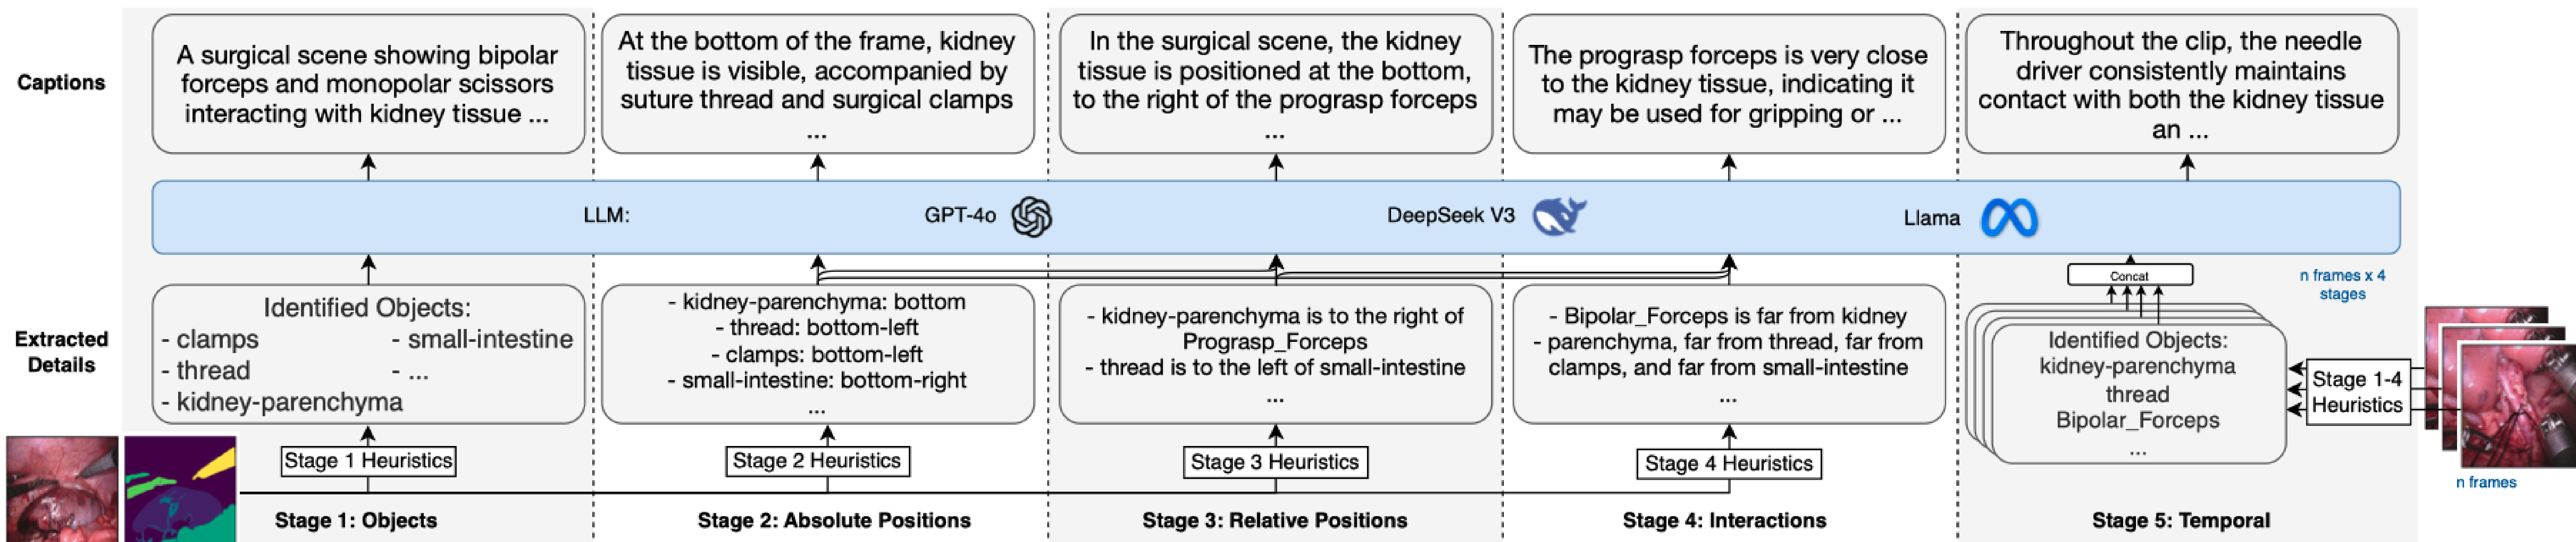 Captions
A surgical scene showing bipolar
forceps and monopolar scissors
interacting with kidney tissue ...
At the bottom of the frame, kidney
tissue is visible, accompanied by
suture thread and surgical clamps
...
In the surgical scene, the kidney
tissue is positioned at the bottom,
to the right of the prograsp forceps
...
The prograsp forceps is very close
to the kidney tissue, indicating it
may be used for gripping or ...
Throughout the clip, the needle
driver consistently maintains
contact with both the kidney tissue
an ...
LLM:
GPT-4o
DeepSeek V3
Llama
Extracted
Details
Identified Objects:
- clamps
- thread
- kidney-parenchyma
- small-intestine
- ...
- kidney-parenchyma: bottom
- thread: bottom-left
- clamps: bottom-left
- small-intestine: bottom-right
...
- kidney-parenchyma is to the right of
Prograsp_Forceps
- thread is to the left of small-intestine
...
- Bipolar_Forceps is far from kidney
- parenchyma, far from thread, far from
clamps, and far from small-intestine
...
Concat
n frames x 4
stages
Identified Objects:
kidney-parenchyma
thread
Bipolar_Forceps
...
Stage 1-4
Heuristics
n frames
Stage 1 Heuristics
Stage 2 Heuristics
Stage 3 Heuristics
Stage 4 Heuristics
Stage 1: Objects
Stage 2: Absolute Positions
Stage 3: Relative Positions
Stage 4: Interactions
Stage 5: Temporal